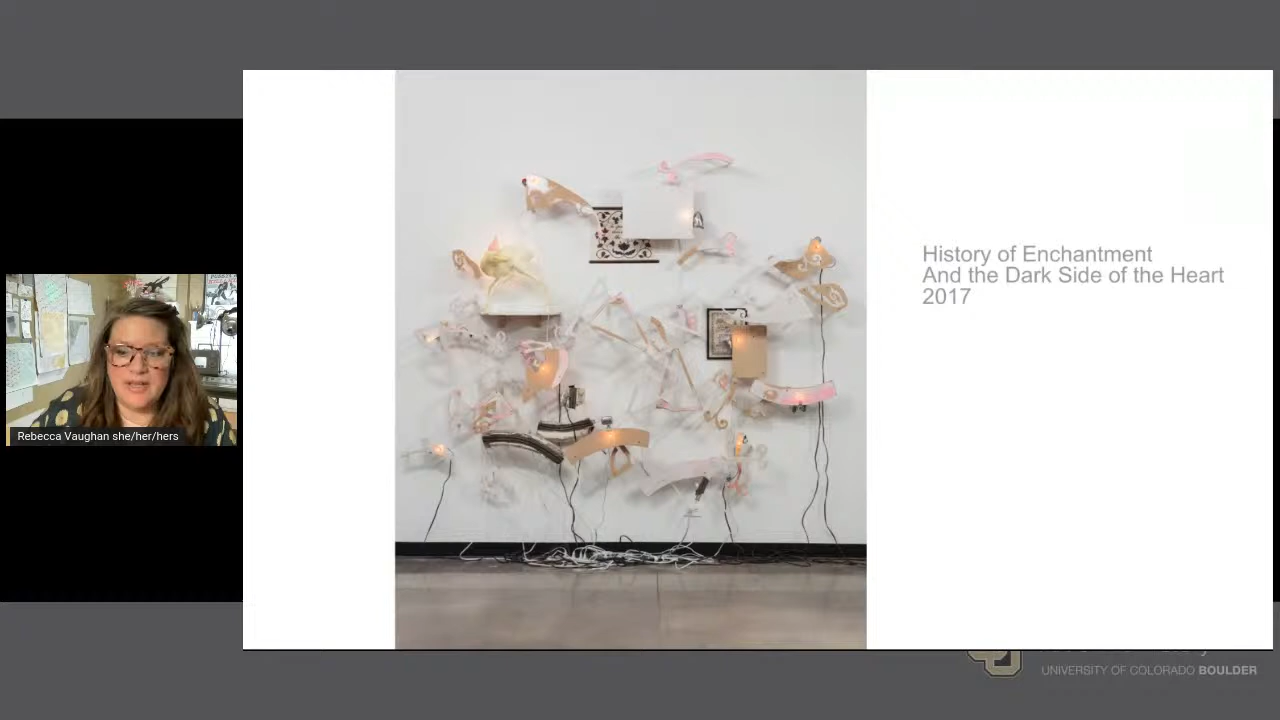 History of Enchantment
And the Dark Side of the Heart
2017
Rebecca Vaughan she/her/hers
UNIVERSITY OF COLORADO BOULDER